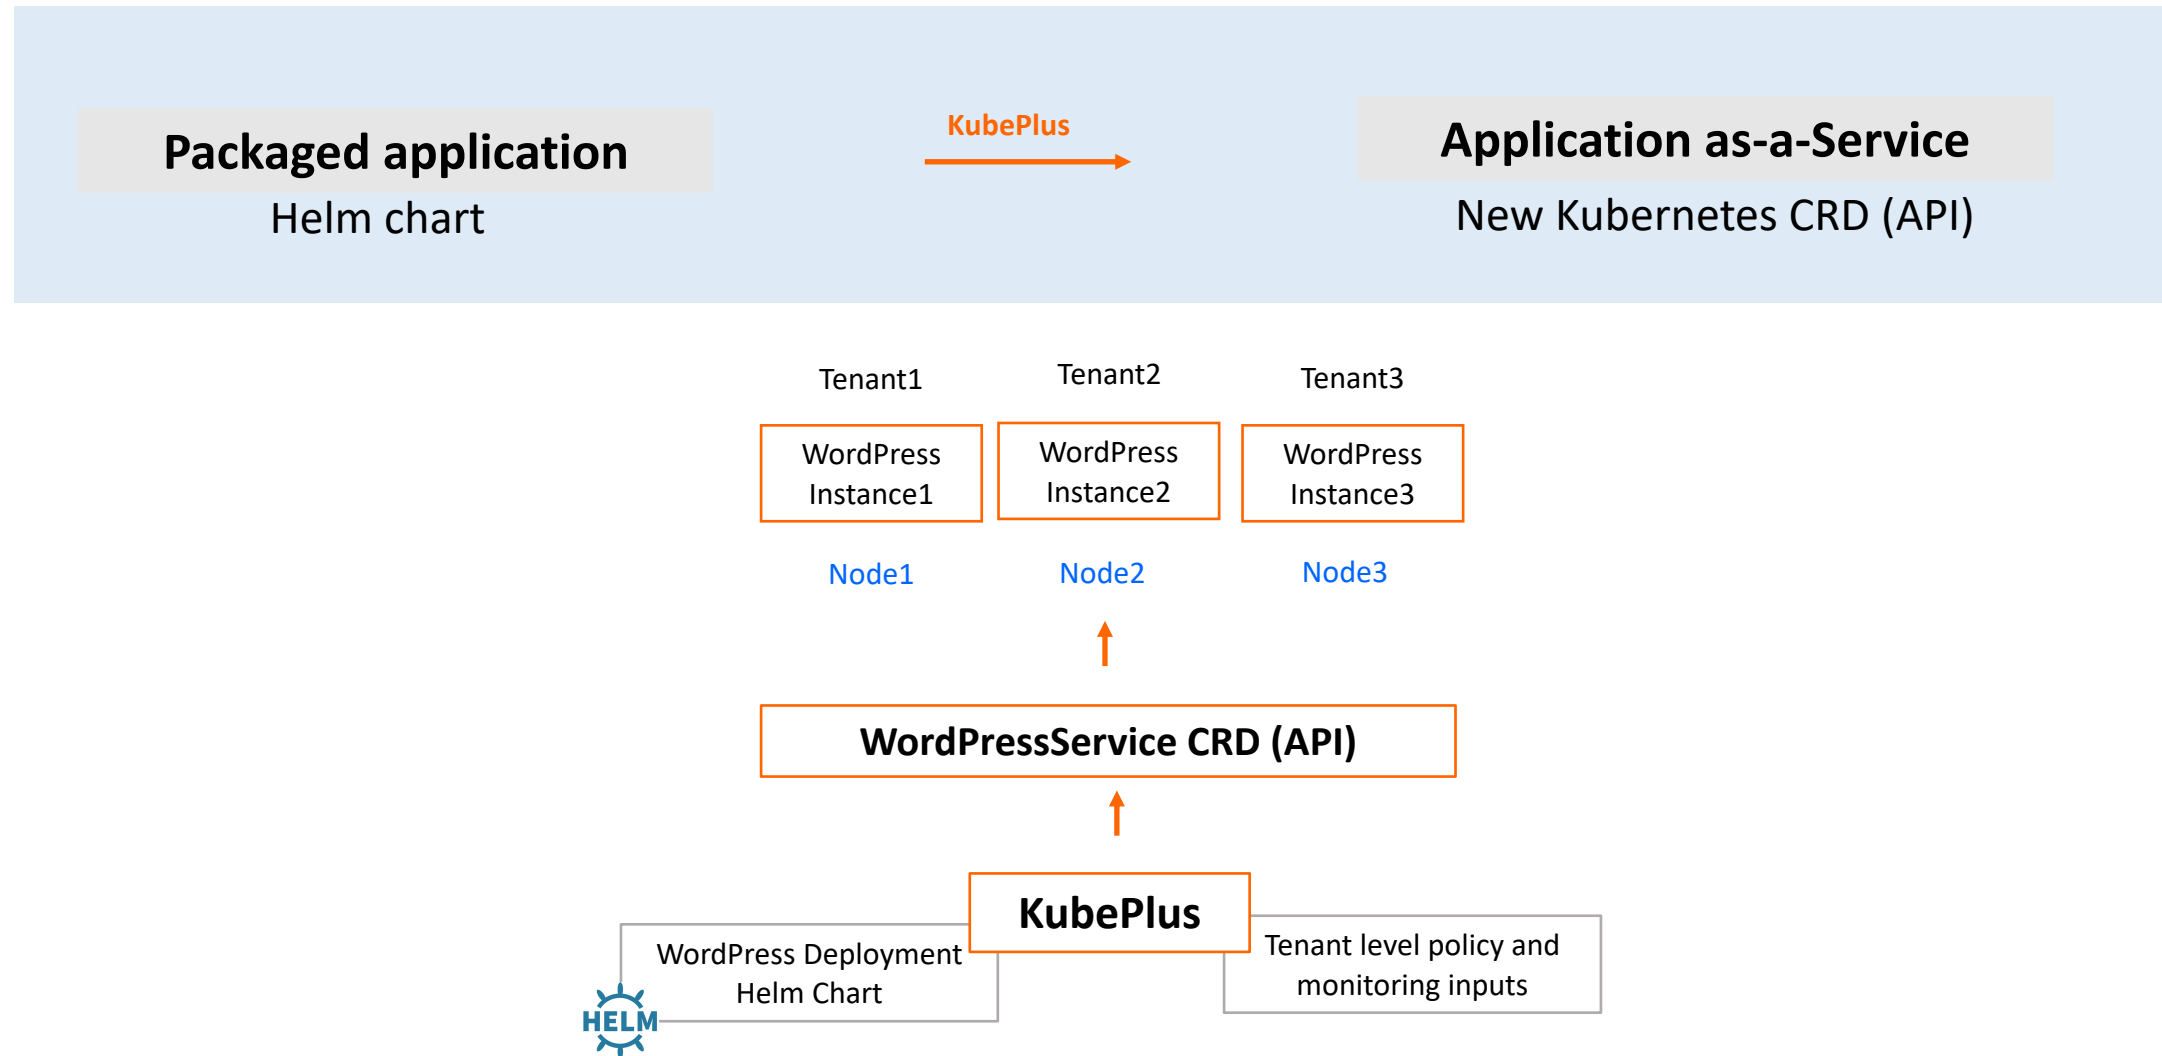 Packaged application
Helm chart
KubePlus
Application as-a-Service
New Kubernetes CRD (API)
Tenant1
Tenant2
Tenant3
WordPress
Instance1
WordPress
Instance2
WordPress
Instance3
Node1
Node2
Node3
WordPressService CRD (API)
KubePlus
WordPress Deployment
Helm Chart
HELM
Tenant level policy and
monitoring inputs